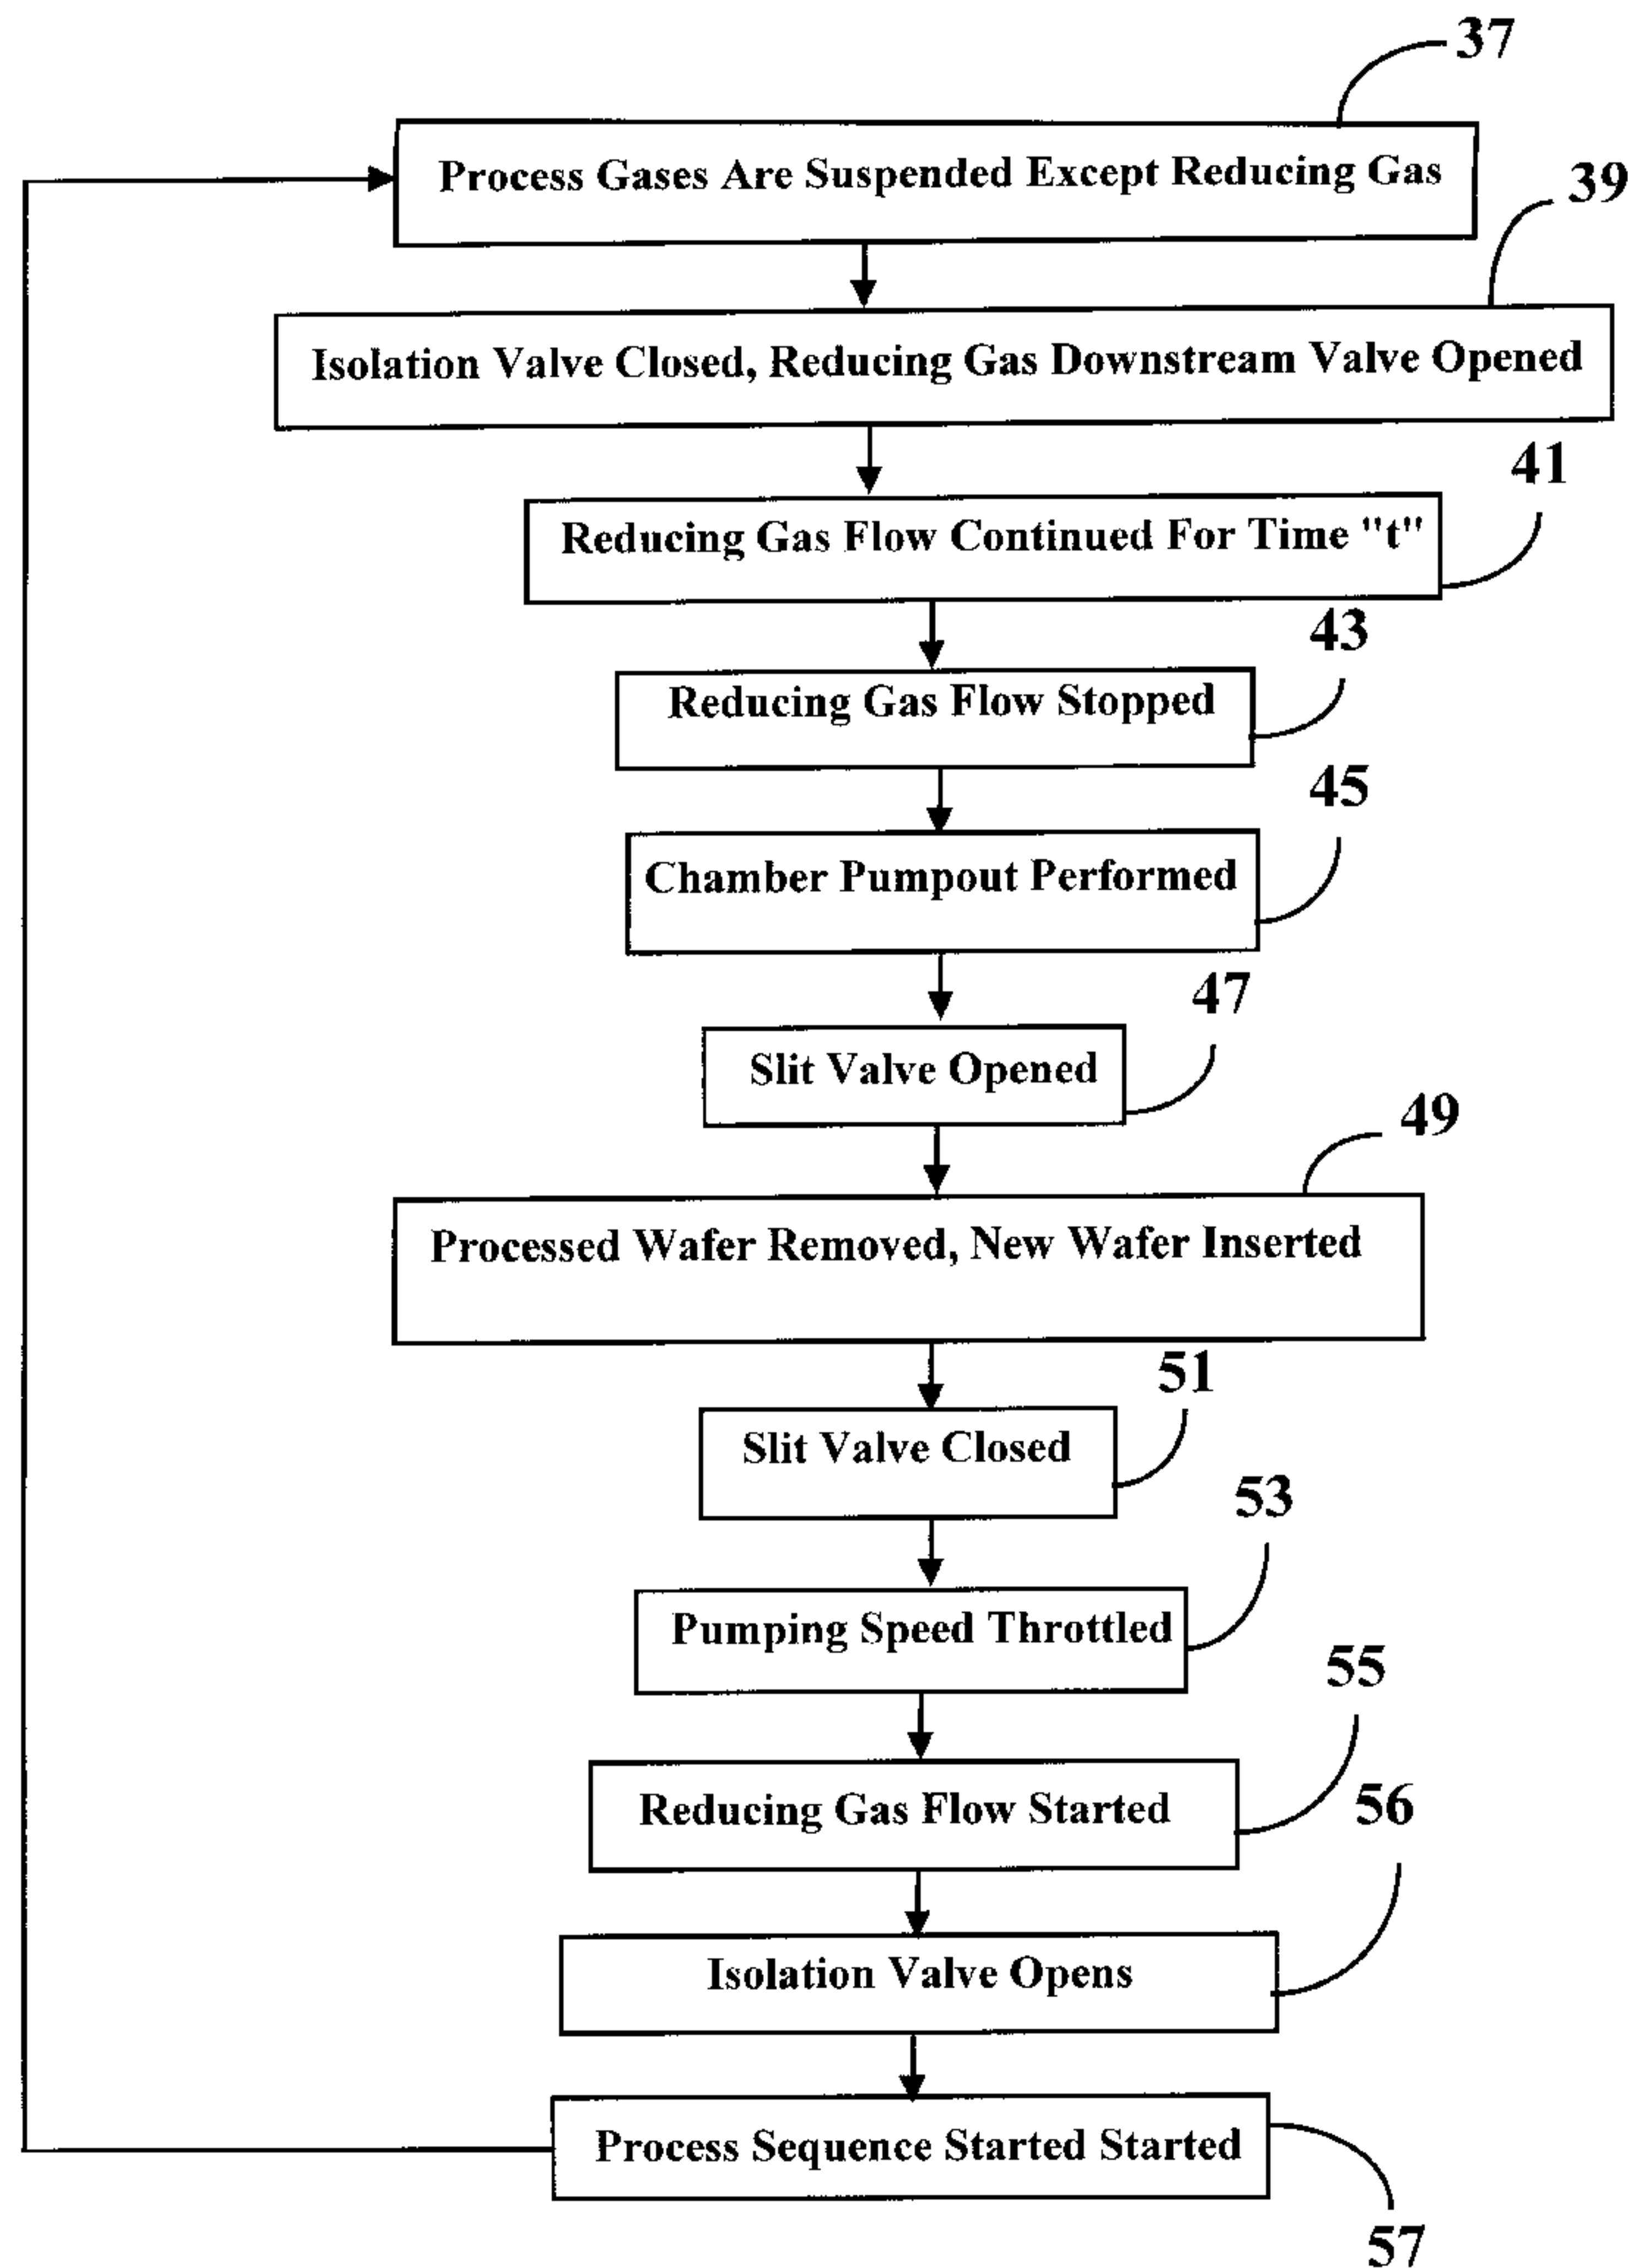 37
Process Gases Are Suspended Except Reducing Gas
39
Isolation Valve Closed, Reducing Gas Downstream Valve Opened
41
Reducing Gas Flow Continued For Time "t"
43
Reducing Gas Flow Stopped
45
Chamber Pumpout Performed
47
Slit Valve Opened
49
Processed Wafer Removed, New Wafer Inserted
51
Slit Valve Closed
53
Pumping Speed Throttled
55
Reducing Gas Flow Started
56
Isolation Valve Opens
Process Sequence Started Started
57